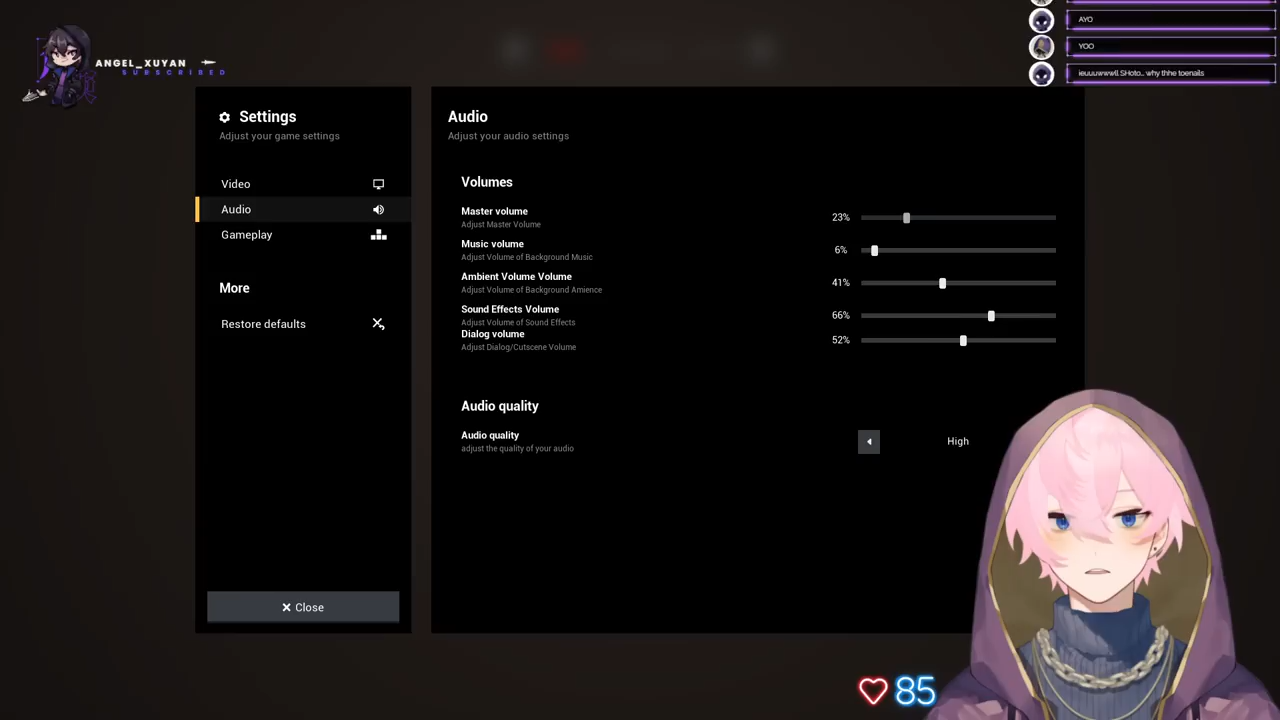 ANGEL_XUYAN
SUBSCRIBED
AYO
YOO
ieuuuwwwll SHoto... why thhe toenails
Settings
Adjust your game settings
Video
Audio
Gameplay
More
Restore defaults
Close
Audio
Adjust your audio settings
Volumes
Master volume
Adjust Master Volume
23%
Music volume
Adjust Volume of Background Music
6%
Ambient Volume Volume
Adjust Volume of Background Amience
41%
Sound Effects Volume
Adjust Volume of Sound Effects
66%
Dialog volume
Adjust Dialog/Cutscene Volume
52%
Audio quality
Audio quality
adjust the quality of your audio
High
85